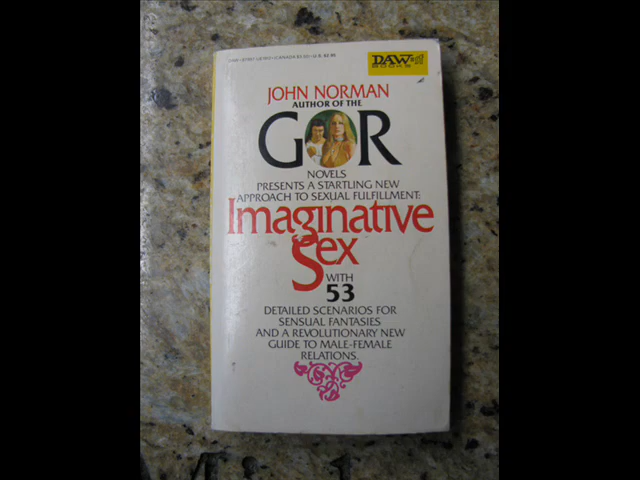 DAW
BOOKS
JOHN NORMAN
AUTHOR OF THE
GOR
NOVELS
PRESENTS A STARTLING NEW
APPROACH TO SEXUAL FULFILLMENT:
Imaginative
Sex
WITH
53
DETAILED SCENARIOS FOR
SENSUAL FANTASIES
AND A REVOLUTIONARY NEW
GUIDE TO MALE-FEMALE
RELATIONS.